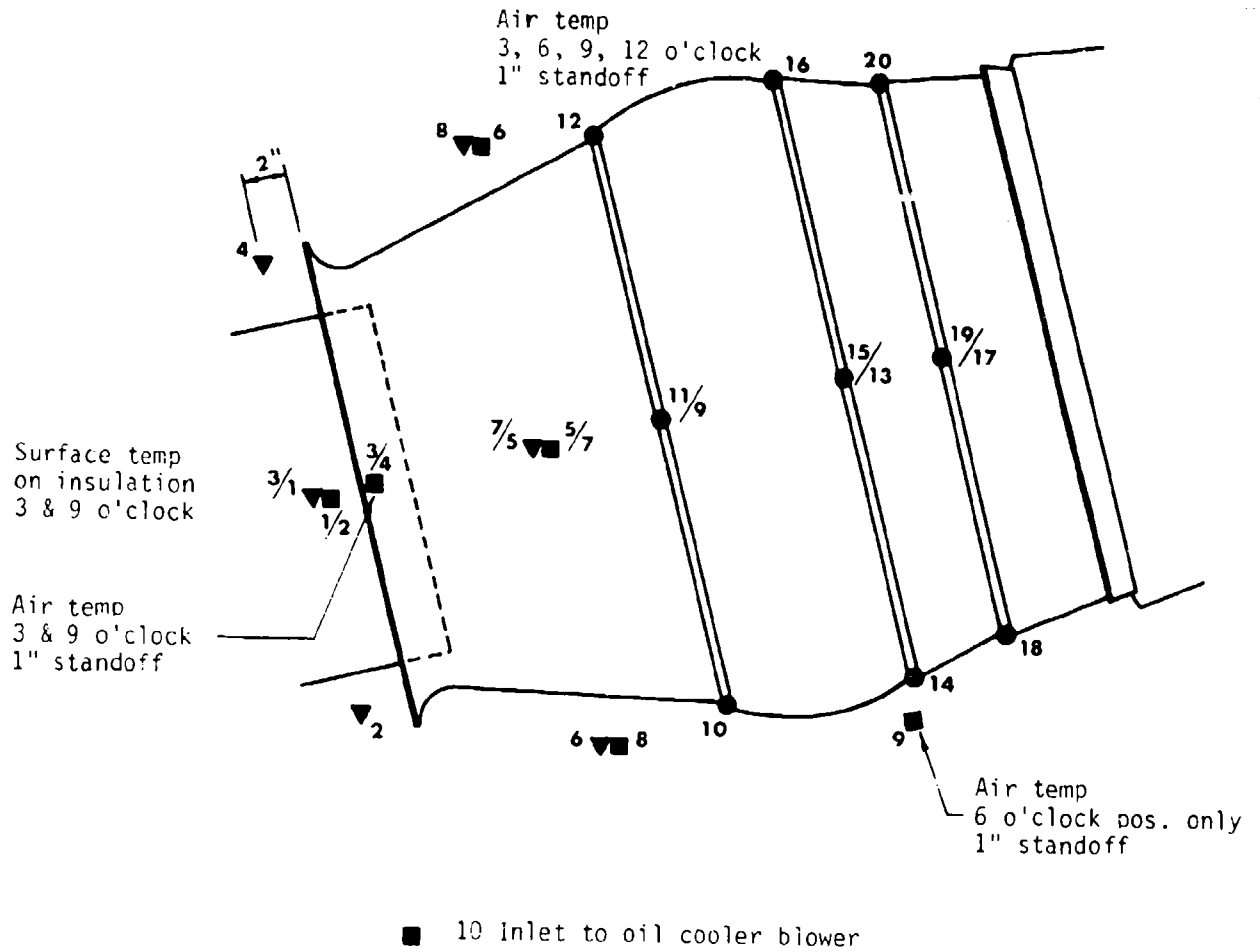 Air temp
3, 6, 9, 12 o'clock
1" standoff
16
20
12
8
6
2"
4
11/9
15/13
19/17
7/5
5/7
Surface temp
on insulation
3 & 9 o'clock
3/4
3/1
1/2
Air temp
3 & 9 o'clock
1" standoff
2
10
14
18
6
8
9
Air temp
6 o'clock pos. only
1" standoff
10 Inlet to oil cooler blower